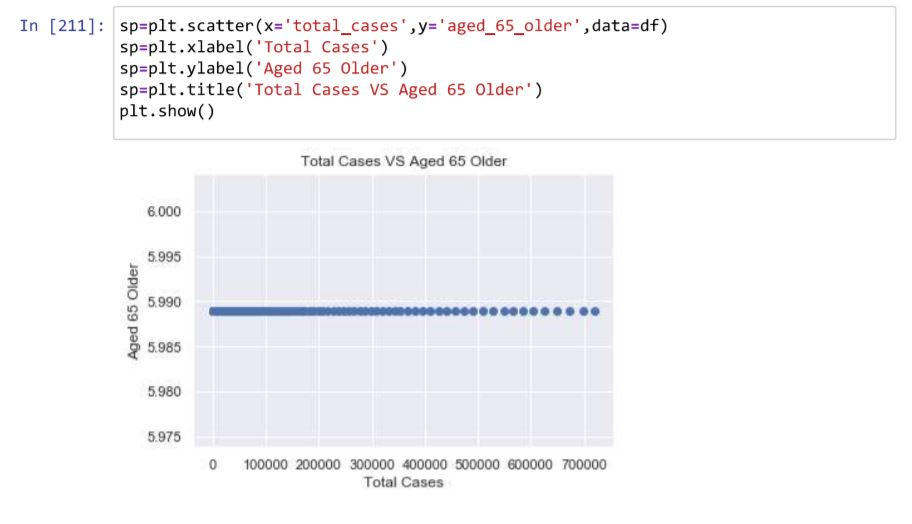 In [211]: sp=plt.scatter(x='total_cases',y='aged_65_older',data=df)
sp=plt.xlabel('Total Cases')
sp=plt.ylabel('Aged 65 Older')
sp=plt.title('Total Cases VS Aged 65 Older')
plt.show()
Total Cases VS Aged 65 Older
6.000
5.995
5.990
5.985
5.980
5.975
Aged 65 Older
0 100000 200000 300000 400000 500000 600000 700000
Total Cases